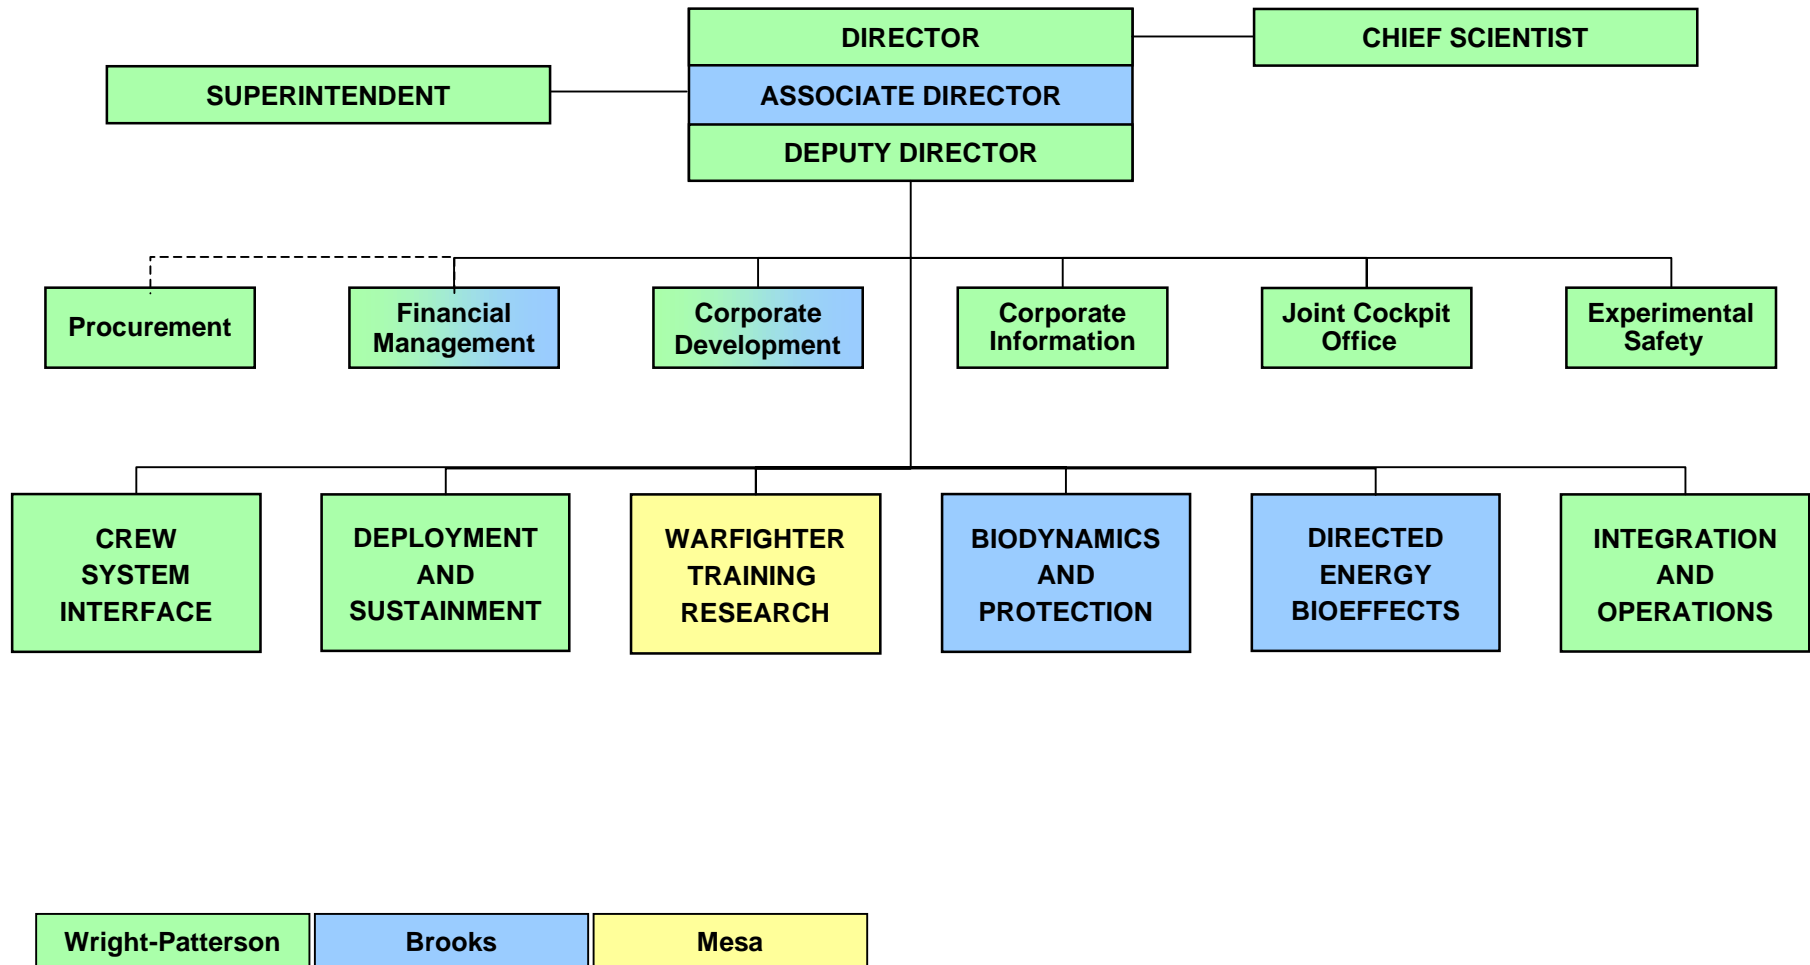 DIRECTOR
CHIEF SCIENTIST
SUPERINTENDENT
ASSOCIATE DIRECTOR
DEPUTY DIRECTOR
Procurement
Financial
Management
Corporate
Development
Corporate
Information
Joint Cockpit
Office
Experimental
Safety
CREW
SYSTEM
INTERFACE
DEPLOYMENT
AND
SUSTAINMENT
WARFIGHTER
TRAINING
RESEARCH
BIODYNAMICS
AND
PROTECTION
DIRECTED
ENERGY
BIOEFFECTS
INTEGRATION
AND
OPERATIONS
Wright-Patterson
Brooks
Mesa